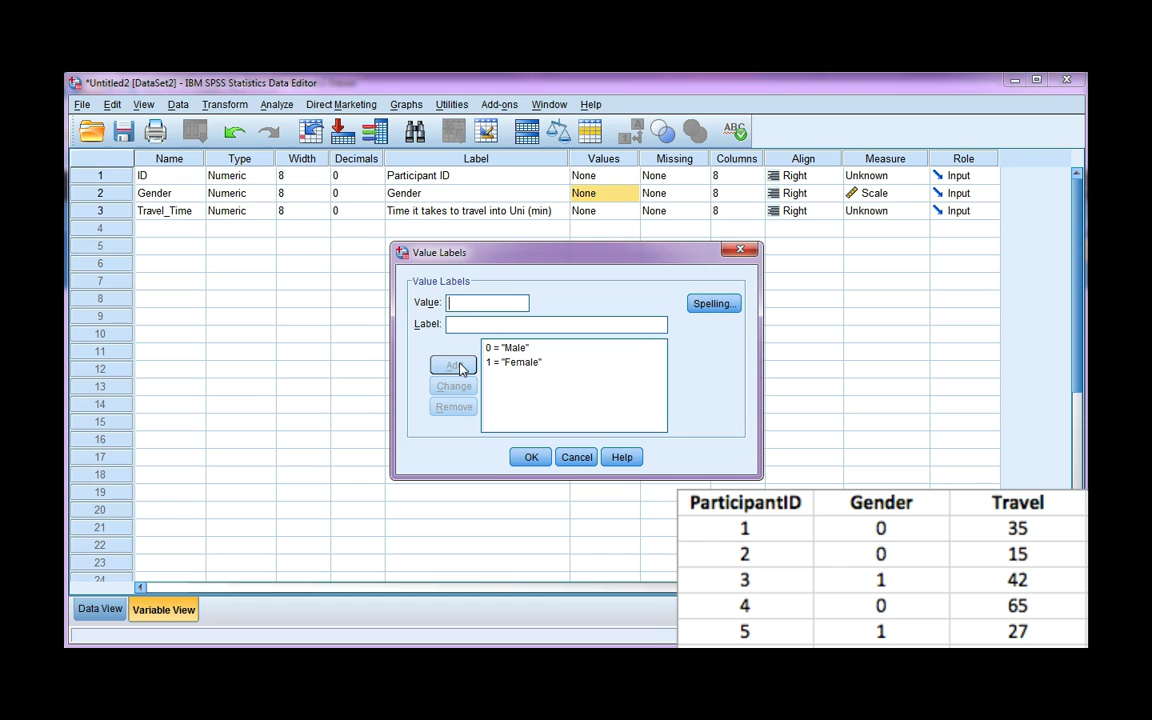 *Untitled2 [DataSet2] - IBM SPSS Statistics Data Editor
File Edit View Data Transform Analyze Direct Marketing Graphs Utilities Add-ons Window Help
Name Type Width Decimals Label Values Missing Columns Align Measure Role
1 ID Numeric 8 0 Participant ID None None 8 Right Unknown Input
2 Gender Numeric 8 0 Gender None None 8 Right Scale Input
3 Travel_Time Numeric 8 0 Time it takes to travel into Uni (min) None None 8 Right Unknown Input
4
5
6
7
8
9
10
11
12
13
14
15
16
17
18
19
20
21
22
23
24
Value Labels
Value Labels
Value:
Spelling...
Label:
0 = "Male"
1 = "Female"
Add
Change
Remove
OK Cancel Help
ParticipantID Gender Travel
1 0 35
2 0 15
3 1 42
4 0 65
5 1 27
Data View Variable View
ABC